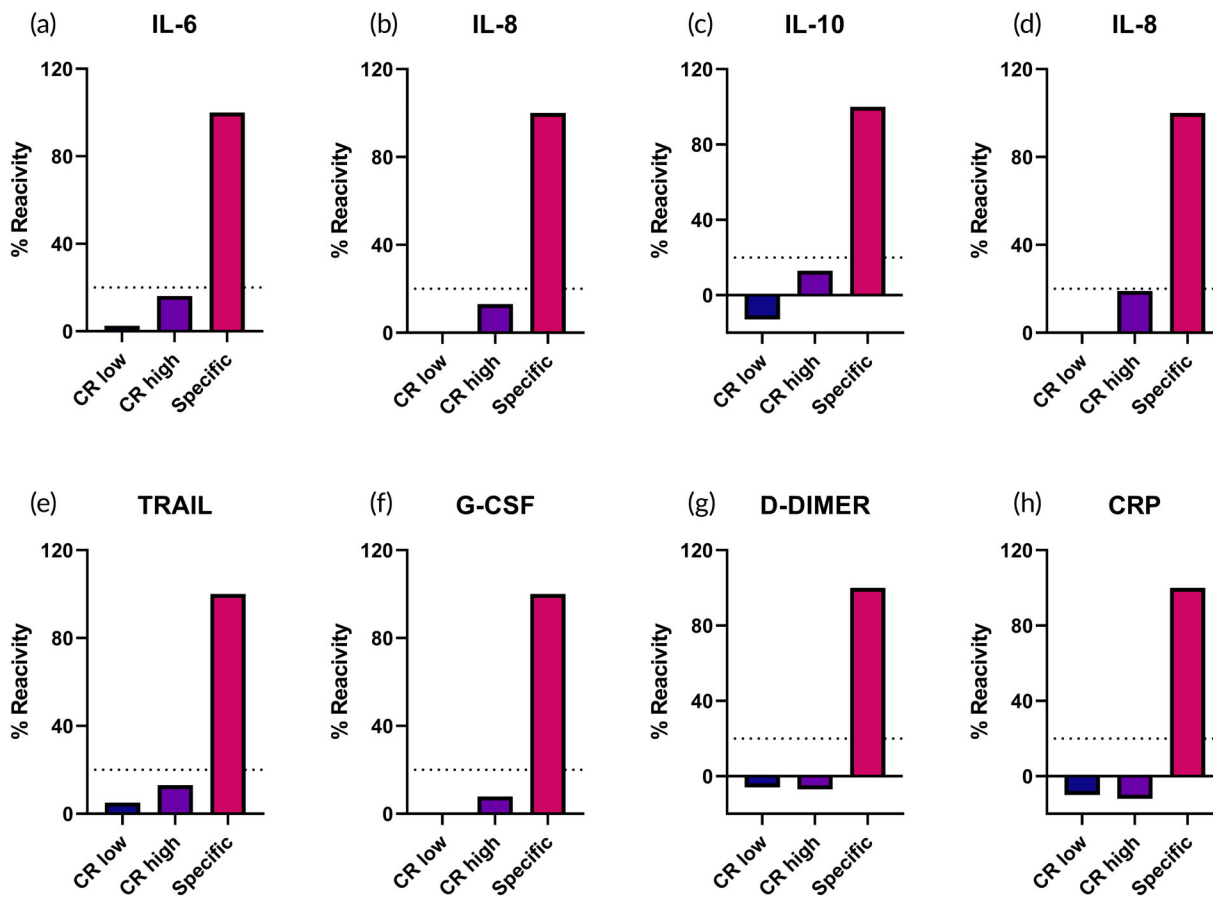 (a) IL-6
% Reacivity
120
80
40
0
CR low
CR high
Specific
(b) IL-8
% Reacivity
120
80
40
0
CR low
CR high
Specific
(c) IL-10
% Reacivity
120
80
40
0
CR low
CR high
Specific
(d) IL-8
% Reacivity
120
80
40
0
CR low
CR high
Specific
(e) TRAIL
% Reacivity
120
80
40
0
CR low
CR high
Specific
(f) G-CSF
% Reacivity
120
80
40
0
CR low
CR high
Specific
(g) D-DIMER
% Reacivity
120
80
40
0
CR low
CR high
Specific
(h) CRP
% Reacivity
120
80
40
0
CR low
CR high
Specific